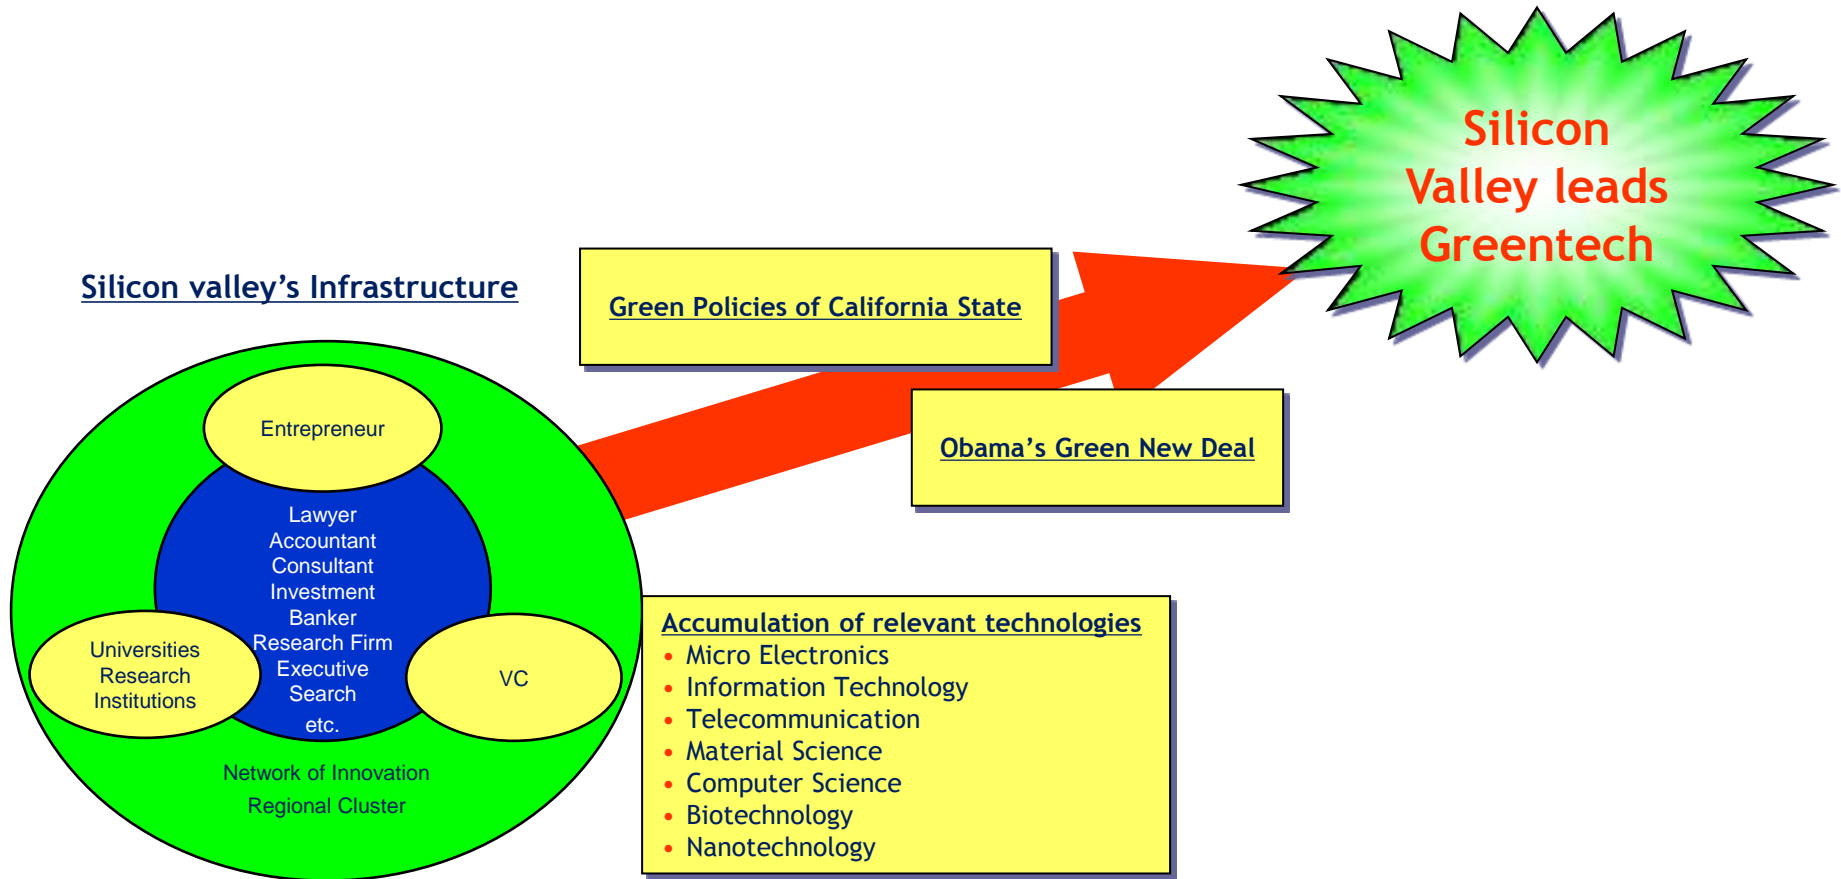 Silicon
Valley leads
Greentech
Silicon valley’s Infrastructure
Green Policies of California State
Obama’s Green New Deal
Entrepreneur
Lawyer
Accountant
Consultant
Investment
Banker
Research Firm
Executive
Search
etc.
Universities
Research
Institutions
VC
Network of Innovation
Regional Cluster
Accumulation of relevant technologies
• Micro Electronics
• Information Technology
• Telecommunication
• Material Science
• Computer Science
• Biotechnology
• Nanotechnology